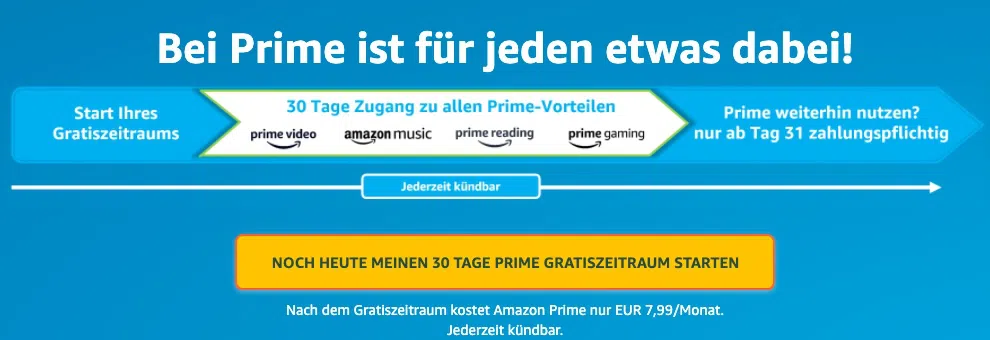 Bei Prime ist für jeden etwas dabei!
Start Ihres
Gratiszeitraums
30 Tage Zugang zu allen Prime-Vorteilen
prime video
amazon music
prime reading
prime gaming
Prime weiterhin nutzen?
nur ab Tag 31 zahlungspflichtig
Jederzeit kündbar
NOCH HEUTE MEINEN 30 TAGE PRIME GRATISZEITRAUM STARTEN
Nach dem Gratiszeitraum kostet Amazon Prime nur EUR 7,99/Monat.
Jederzeit kündbar.